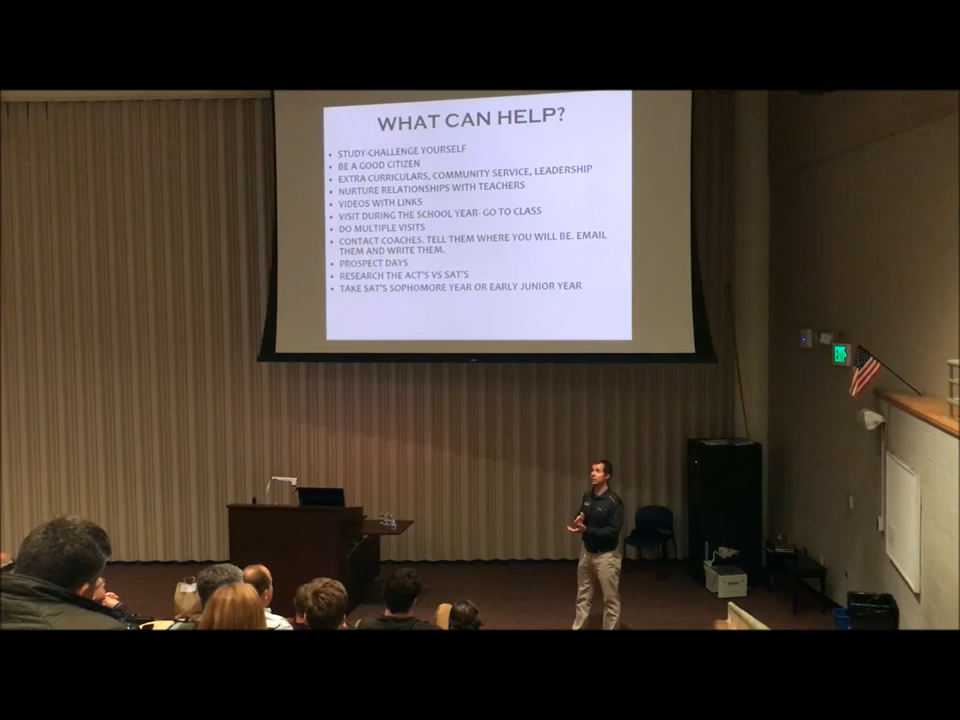 WHAT CAN HELP?
• STUDY-CHALLENGE YOURSELF
• BE A GOOD CITIZEN
• EXTRA CURRICULARS, COMMUNITY SERVICE, LEADERSHIP
• NURTURE RELATIONSHIPS WITH TEACHERS
• VIDEOS WITH LINKS
• VISIT DURING THE SCHOOL YEAR- GO TO CLASS
• DO MULTIPLE VISITS
• CONTACT COACHES. TELL THEM WHERE YOU WILL BE. EMAIL
THEM AND WRITE THEM.
• PROSPECT DAYS
• RESEARCH THE ACT'S VS SAT'S
• TAKE SAT'S SOPHOMORE YEAR OR EARLY JUNIOR YEAR
EXIT